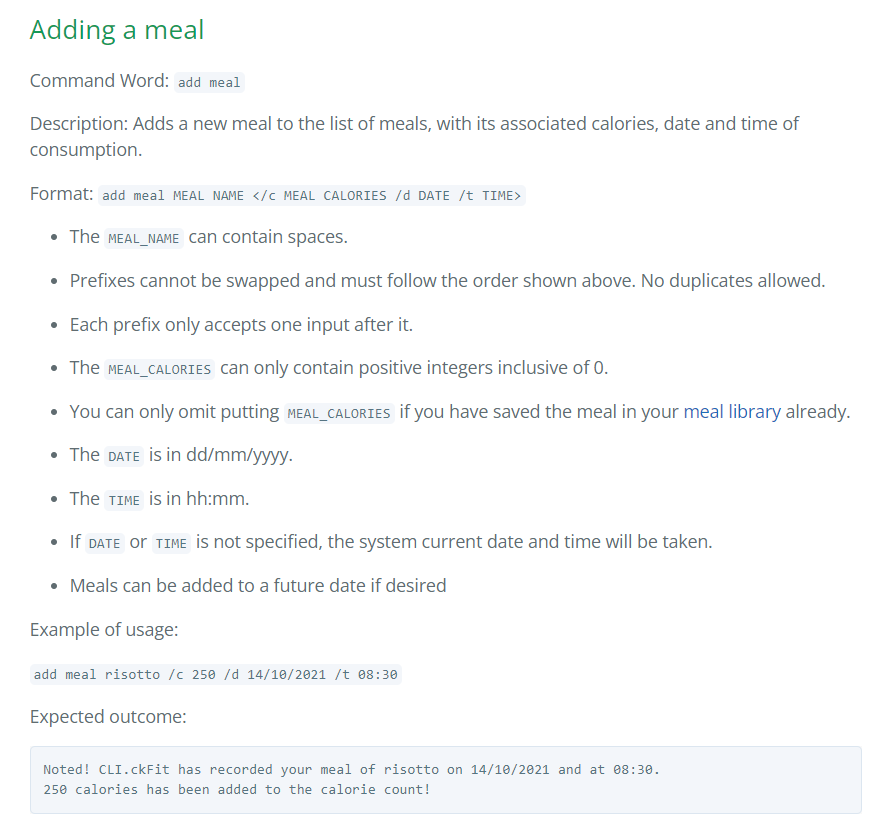 Adding a meal
Command Word: add meal
Description: Adds a new meal to the list of meals, with its associated calories, date and time of
consumption.
Format: add meal MEAL NAME </c MEAL CALORIES /d DATE /t TIME>
• The MEAL_NAME can contain spaces.
• Prefixes cannot be swapped and must follow the order shown above. No duplicates allowed.
• Each prefix only accepts one input after it.
• The MEAL_CALORIES can only contain positive integers inclusive of 0.
• You can only omit putting MEAL_CALORIES if you have saved the meal in your meal library already.
• The DATE is in dd/mm/yyyy.
• The TIME is in hh:mm.
• If DATE or TIME is not specified, the system current date and time will be taken.
• Meals can be added to a future date if desired
Example of usage:
add meal risotto /c 250 /d 14/10/2021 /t 08:30
Expected outcome:
Noted! CLI.ckFit has recorded your meal of risotto on 14/10/2021 and at 08:30.
250 calories has been added to the calorie count!